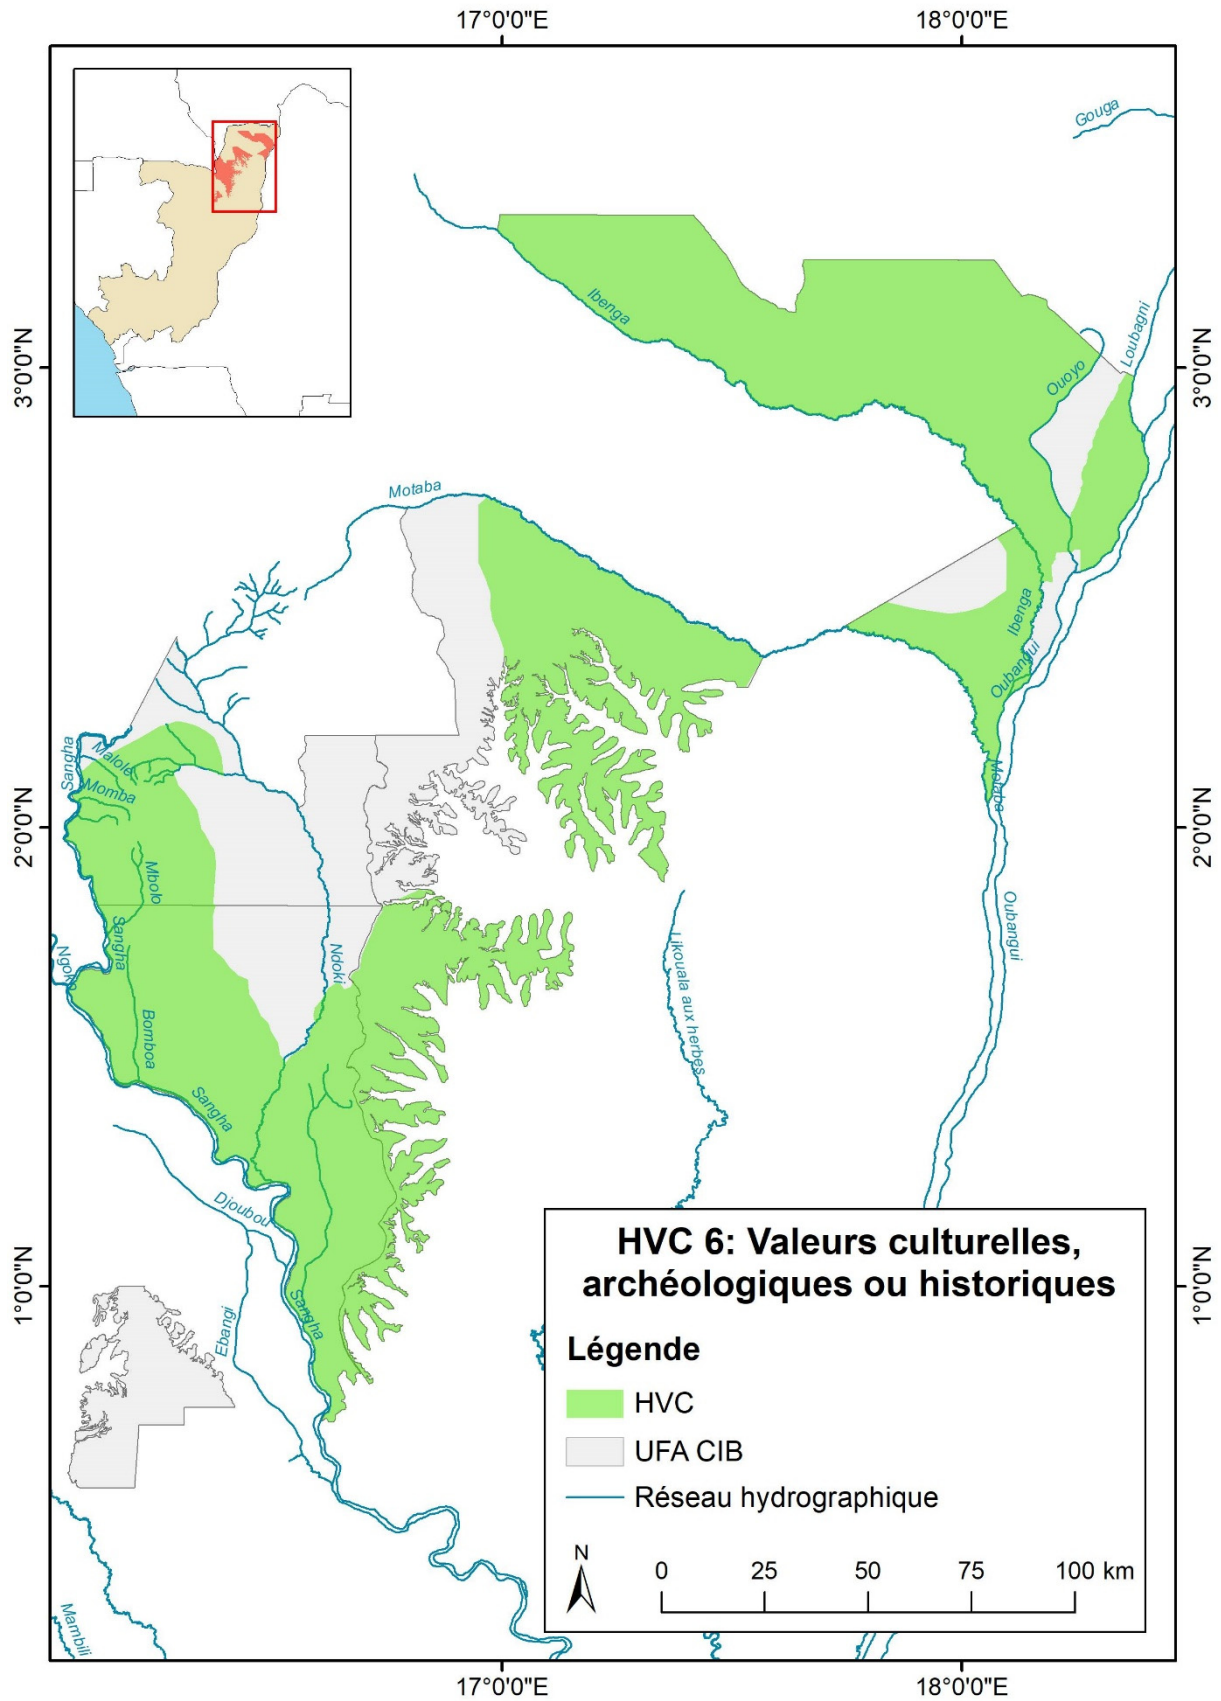 17°0'0"E
18°0'0"E
Gouga
3°0'0"N
Ibenga
Loubagni
3°0'0"N
Ouoyo
Motaba
Ibenga
Oubangui
Sangha
Malole
Momba
Motaba
2°0'0"N
2°0'0"N
Mbolo
Sangha
Ngoko
Ndoki
Likouala aux herbes
Oubangui
Bomboa
Sangha
Djoubou
HVC 6: Valeurs culturelles,
archéologiques ou historiques
1°0'0"N
1°0'0"N
Ebangi
Sangha
Légende
HVC
UFA CIB
Réseau hydrographique
N
0 25 50 75 100 km
Mambili
17°0'0"E
18°0'0"E